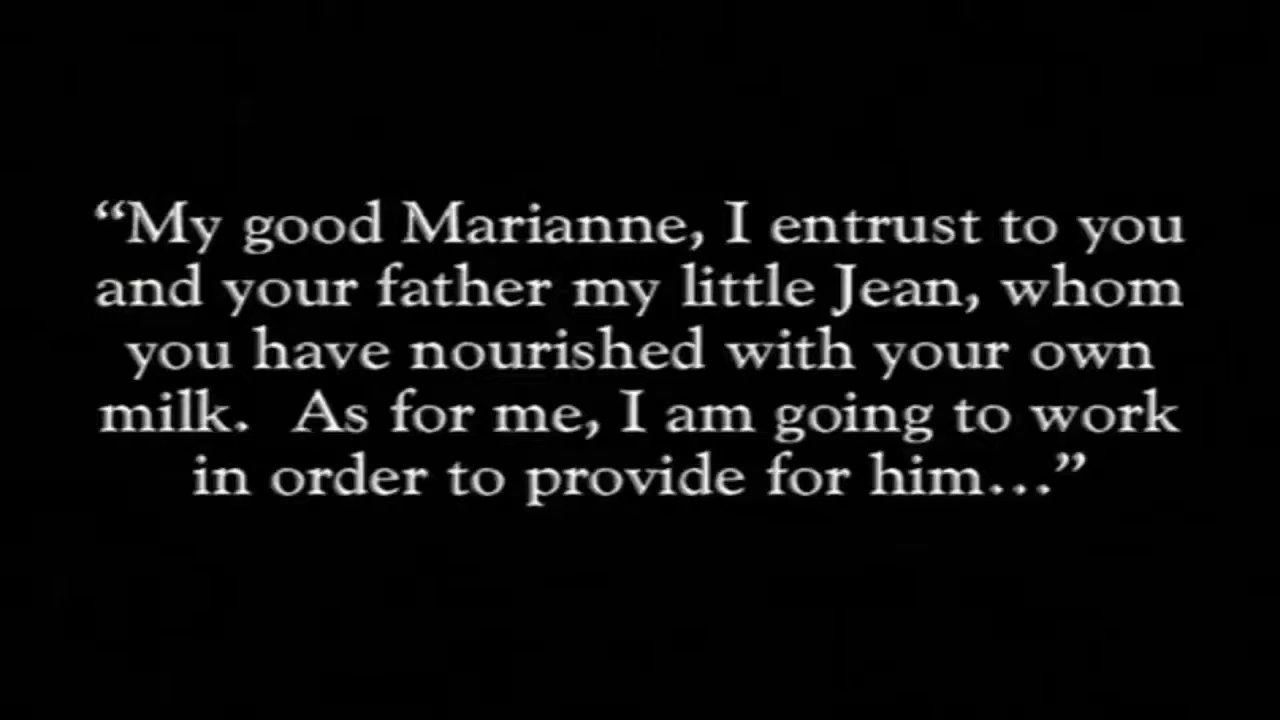 “My good Marianne, I entrust to you
and your father my little Jean, whom
you have nourished with your own
milk.  As for me, I am going to work
in order to provide for him...”